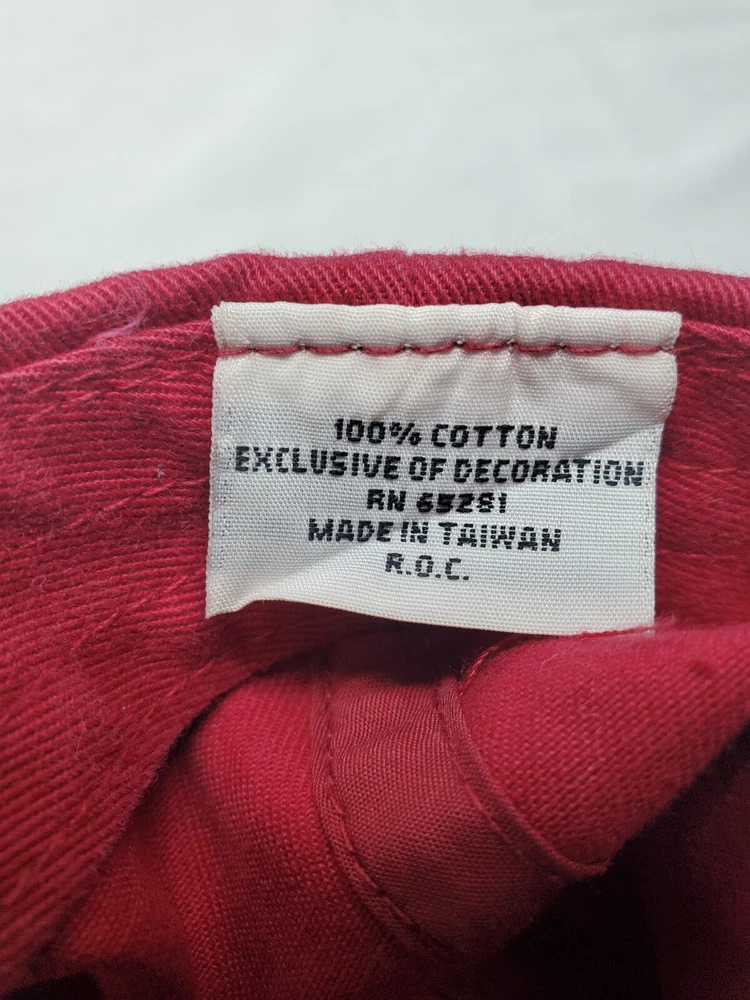 100% COTTON
EXCLUSIVE OF DECORATION
RN 65281
MADE IN TAIWAN
R.O.C.